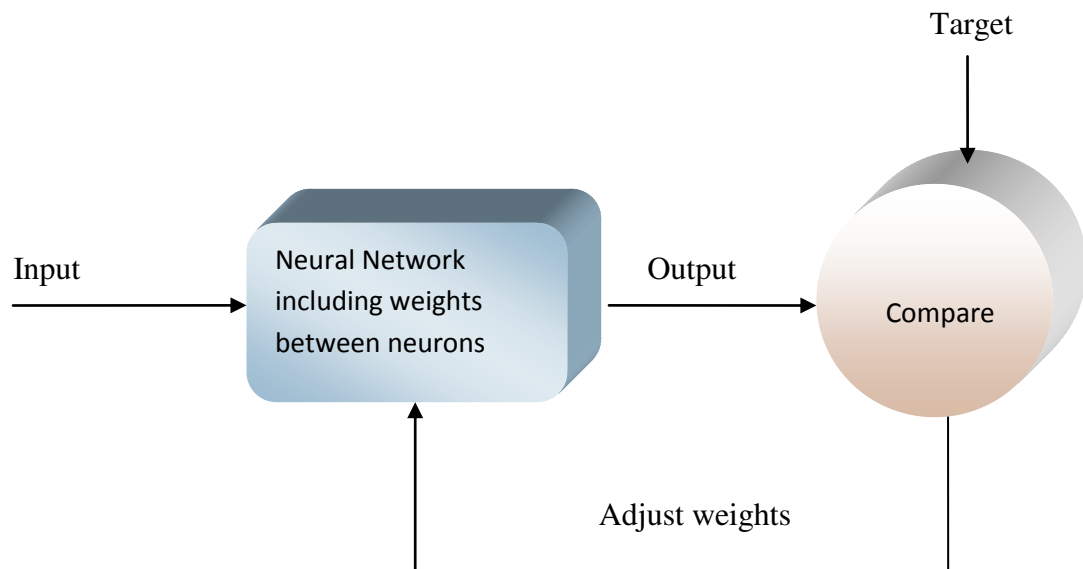 Target
Input
Neural Network
including weights
between neurons
Output
Compare
Adjust weights